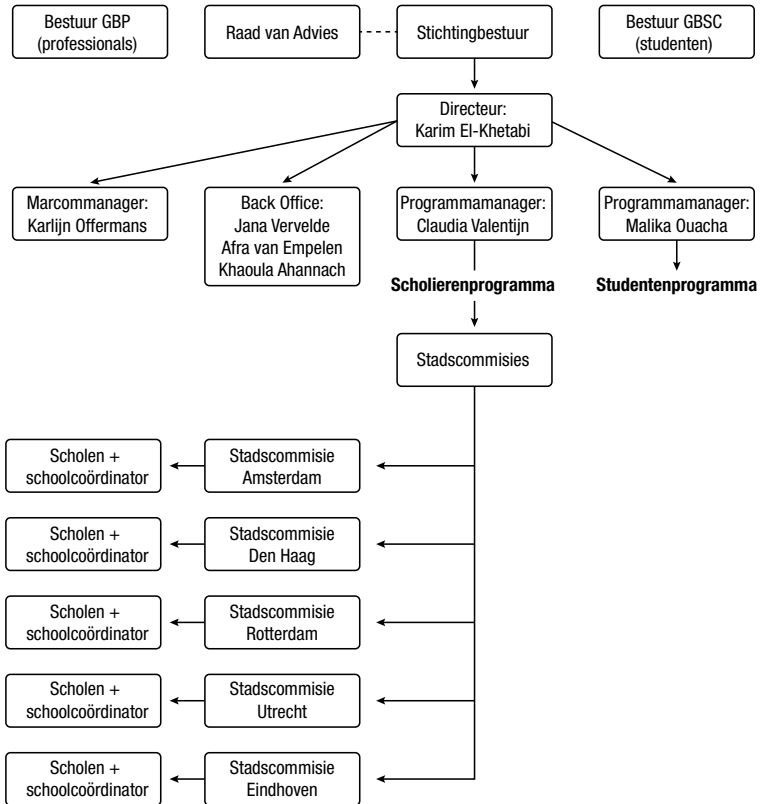 Bestuur GBP
(professionals)
Raad van Advies
Stichtingbestuur
Bestuur GBSC
(studenten)
Directeur:
Karim El-Khetabi
Marcommanager:
Karlijn Offermans
Back Office:
Jana Vervelde
Afra van Empelen
Khaoula Ahannach
Programmamanager:
Claudia Valentijn
Programamanager:
Malika Ouacha
Scholierenprogramma
Studentenprogramma
Stadscommisies
Scholen +
schoolcoördinator
Stadscommisie
Amsterdam
Scholen +
schoolcoördinator
Stadscommisie
Den Haag
Scholen +
schoolcoördinator
Stadscommisie
Rotterdam
Scholen +
schoolcoördinator
Stadscommisie
Utrecht
Scholen +
schoolcoördinator
Stadscommisie
Eindhoven